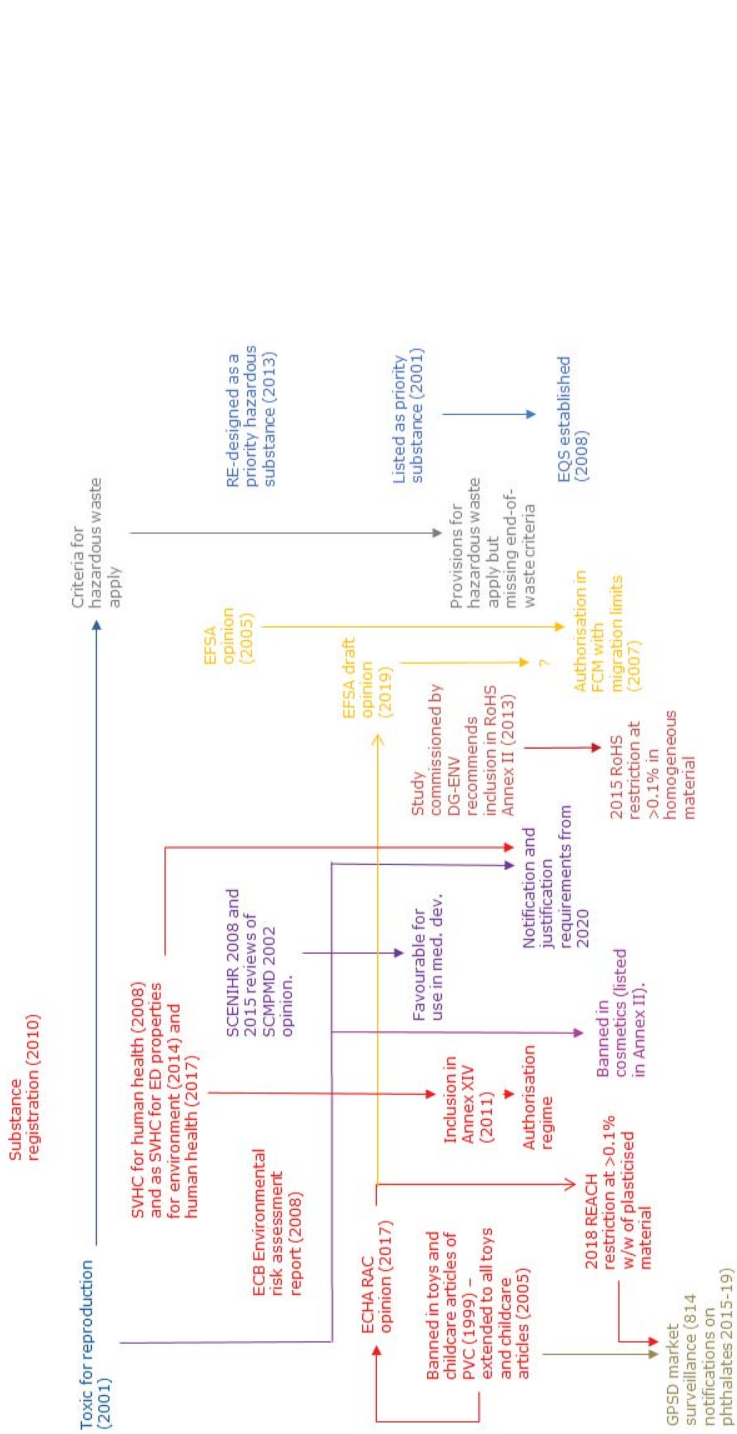 Substance
registration (2010)
Toxic for reproduction
(2001)
Criteria for
hazardous waste
apply
SVHC for human health (2008)
and as SVHC for ED properties
for environment (2014) and
human health (2017)
SCENIHR 2008 and
2015 reviews of
SCMPMD 2002
opinion.
EFSA
opinion
(2005)
RE-designed as a
priority hazardous
substance (2013)
ECB Environmental
risk assessment
report (2008)
ECHA RAC
opinion (2017)
EFSA draft
opinion
(2019)
Banned in toys and
childcare articles of
PVC (1999) –
extended to all toys
and childcare
articles (2005)
Inclusion in
Annex XIV
(2011)
Authorisation
regime
Favourable for
use in med. dev.
Study
commissioned by
DG-ENV
recommends
inclusion in RoHS
Annex II (2013)
Provisions for
hazardous waste
apply but
missing end-of-
waste criteria
Listed as priority
substance (2001)
Notification and
justification
requirements from
2020
?
Authorisation in
FCM with
migration limits
(2007)
EQS established
(2008)
2018 REACH
restriction at >0.1%
w/w of plasticised
material
Banned in
cosmetics (listed
in Annex II).
2015 RoHS
restriction at
>0.1% in
homogeneous
material
GPSD market
surveillance (814
notifications on
phthalates 2015-19)